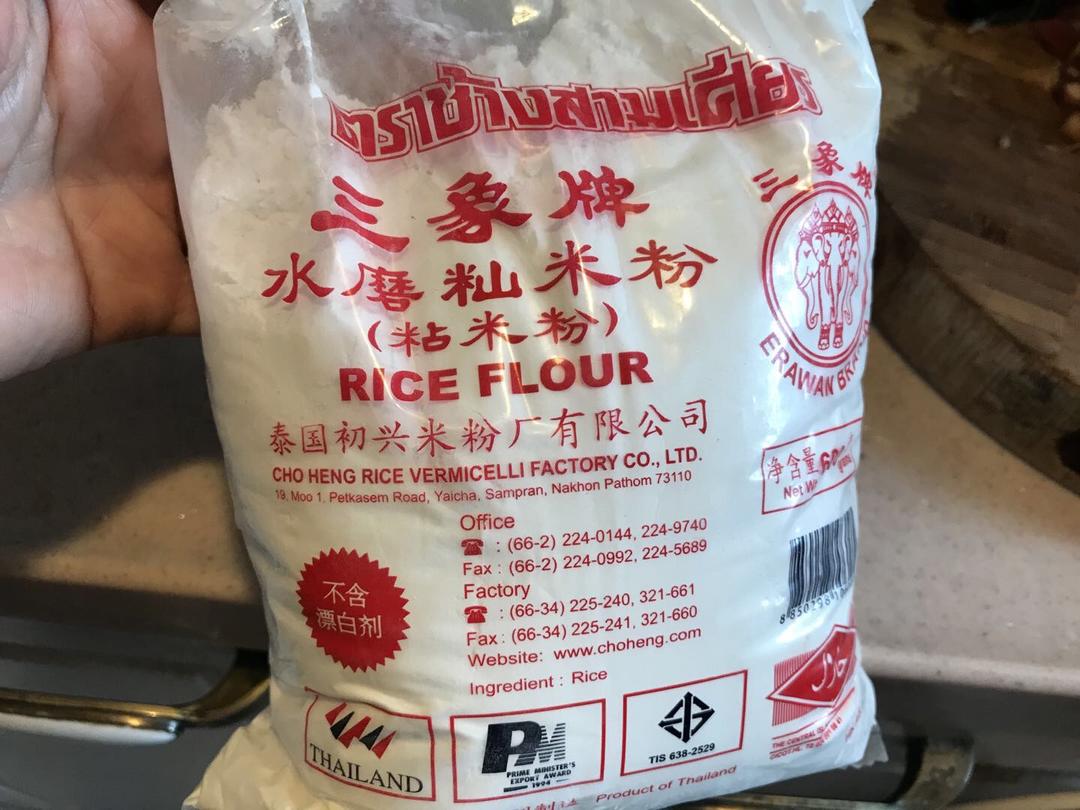 ตราช้างสามเศียร
三象牌
水磨籼米粉
(粘米粉)
RICE FLOUR
泰国初兴米粉厂有限公司
CHO HENG RICE VERMICELLI FACTORY CO., LTD.
19, Moo 1, Petkasem Road, Yaicha, Sampran, Nakhon Pathom 73110
Office
☎ : (66-2) 224-0144, 224-9740
Fax : (66-2) 224-0992, 224-5689
Factory
☎ : (66-34) 225-240, 321-661
Fax : (66-34) 225-241, 321-660
Website: www.choheng.com
Ingredient : Rice
不含
漂白剂
三象牌
ERAWAN BRAND
净含量
Net
THAILAND
PM
PRIME MINISTER'S
EXPORT AWARD
1994
TIS 638-2529
THE CENTRAL
Product of Thailand